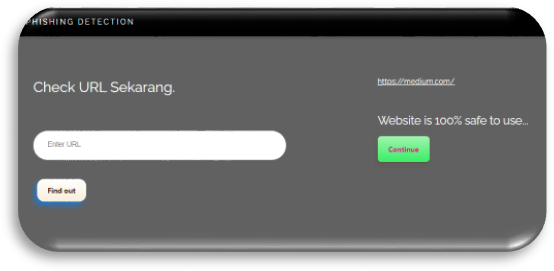 PHISHING DETECTION
Check URL Sekarang.
Enter URL
Find out
https://medium.com/
Website is 100% safe to use...
Continue